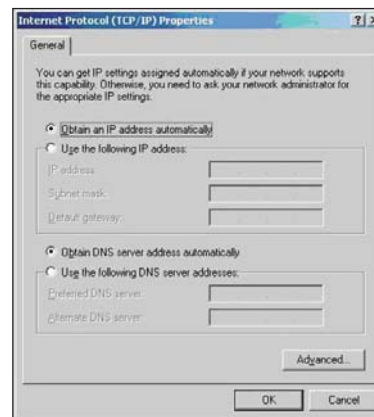 Internet Protocol (TCP/IP) Properties
General
You can get IP settings assigned automatically if your network supports
this capability. Otherwise, you need to ask your network administrator for
the appropriate IP settings.
Obtain an IP address automatically
Use the following IP address:
IP address:
Subnet mask:
Default gateway:
Obtain DNS server address automatically
Use the following DNS server addresses:
Preferred DNS server:
Alternate DNS server:
Advanced...
OK
Cancel